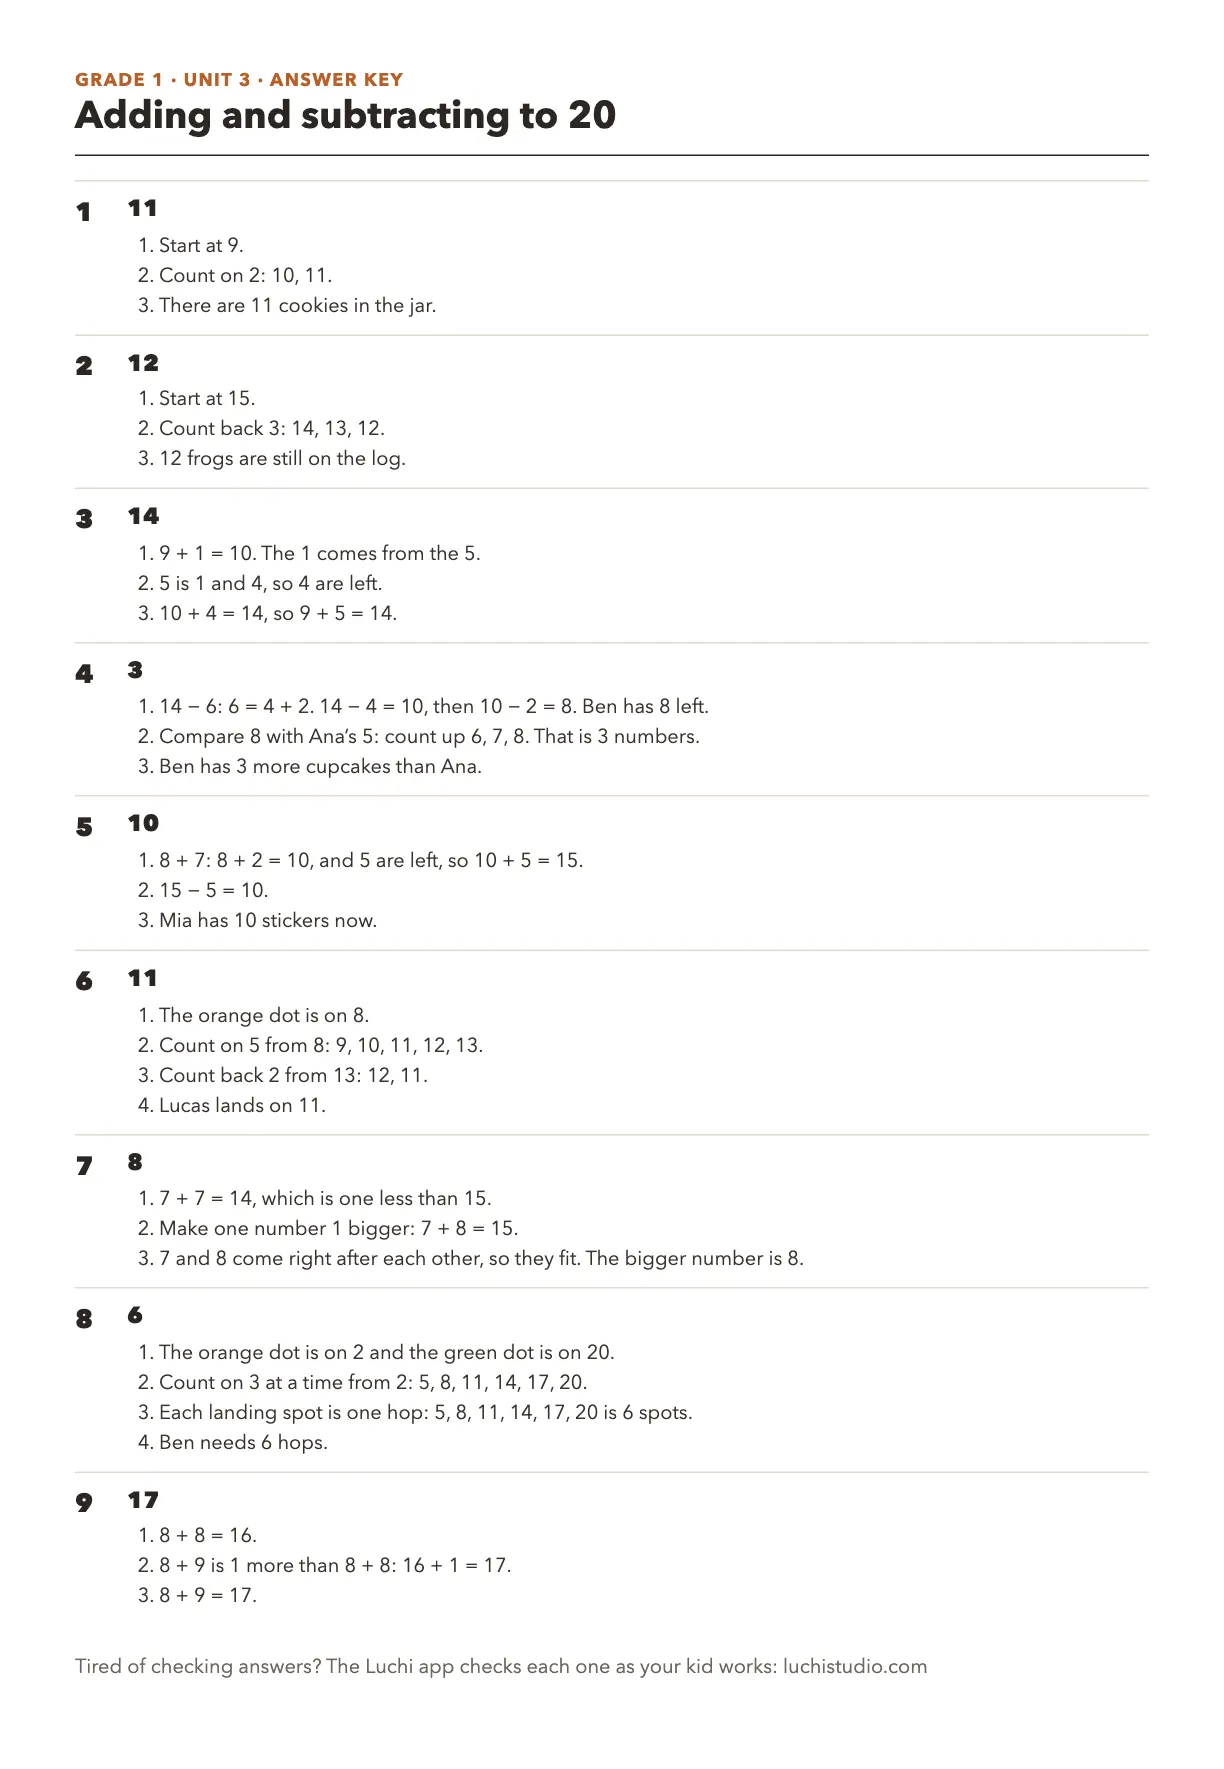 GRADE 1 · UNIT 3 · ANSWER KEY
Adding and subtracting to 20
1 11
1. Start at 9.
2. Count on 2: 10, 11.
3. There are 11 cookies in the jar.
2 12
1. Start at 15.
2. Count back 3: 14, 13, 12.
3. 12 frogs are still on the log.
3 14
1. 9 + 1 = 10. The 1 comes from the 5.
2. 5 is 1 and 4, so 4 are left.
3. 10 + 4 = 14, so 9 + 5 = 14.
4 3
1. 14 − 6: 6 = 4 + 2. 14 − 4 = 10, then 10 − 2 = 8. Ben has 8 left.
2. Compare 8 with Ana’s 5: count up 6, 7, 8. That is 3 numbers.
3. Ben has 3 more cupcakes than Ana.
5 10
1. 8 + 7: 8 + 2 = 10, and 5 are left, so 10 + 5 = 15.
2. 15 − 5 = 10.
3. Mia has 10 stickers now.
6 11
1. The orange dot is on 8.
2. Count on 5 from 8: 9, 10, 11, 12, 13.
3. Count back 2 from 13: 12, 11.
4. Lucas lands on 11.
7 8
1. 7 + 7 = 14, which is one less than 15.
2. Make one number 1 bigger: 7 + 8 = 15.
3. 7 and 8 come right after each other, so they fit. The bigger number is 8.
8 6
1. The orange dot is on 2 and the green dot is on 20.
2. Count on 3 at a time from 2: 5, 8, 11, 14, 17, 20.
3. Each landing spot is one hop: 5, 8, 11, 14, 17, 20 is 6 spots.
4. Ben needs 6 hops.
9 17
1. 8 + 8 = 16.
2. 8 + 9 is 1 more than 8 + 8: 16 + 1 = 17.
3. 8 + 9 = 17.
Tired of checking answers? The Luchi app checks each one as your kid works: luchistudio.com